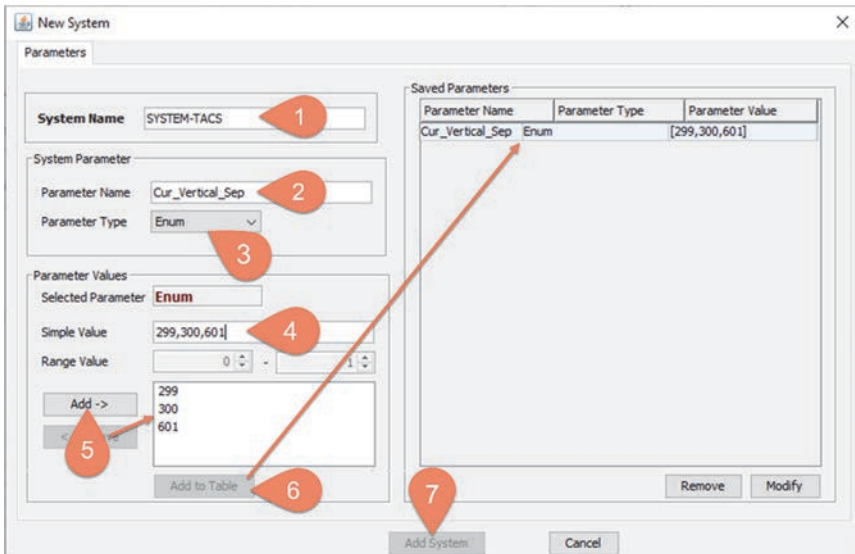 New System
Parameters
System Name SYSTEM-TACS 1
System Parameter
Parameter Name Cur_Vertical_Sep 2
Parameter Type Enum
3
Parameter Values
Selected Parameter Enum
Simple Value 299,300,601 4
Range Value 0 - 1
Add ->
5
299
300
601
Add to Table 6
Saved Parameters
Parameter Name Parameter Type Parameter Value
Cur_Vertical_Sep Enum [299,300,601]
Remove Modify
7
Add System Cancel